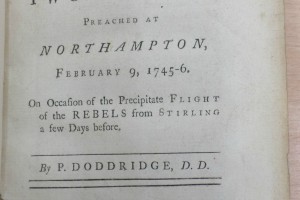 PREACHED AT
NORTHAMPTON,
FEBRUARY 9, 1745-6.
On Occaſion of the Precipitate FLIGHT
of the REBELS from STIRLING
a few Days before.
By P. DODDRIDGE, D. D.